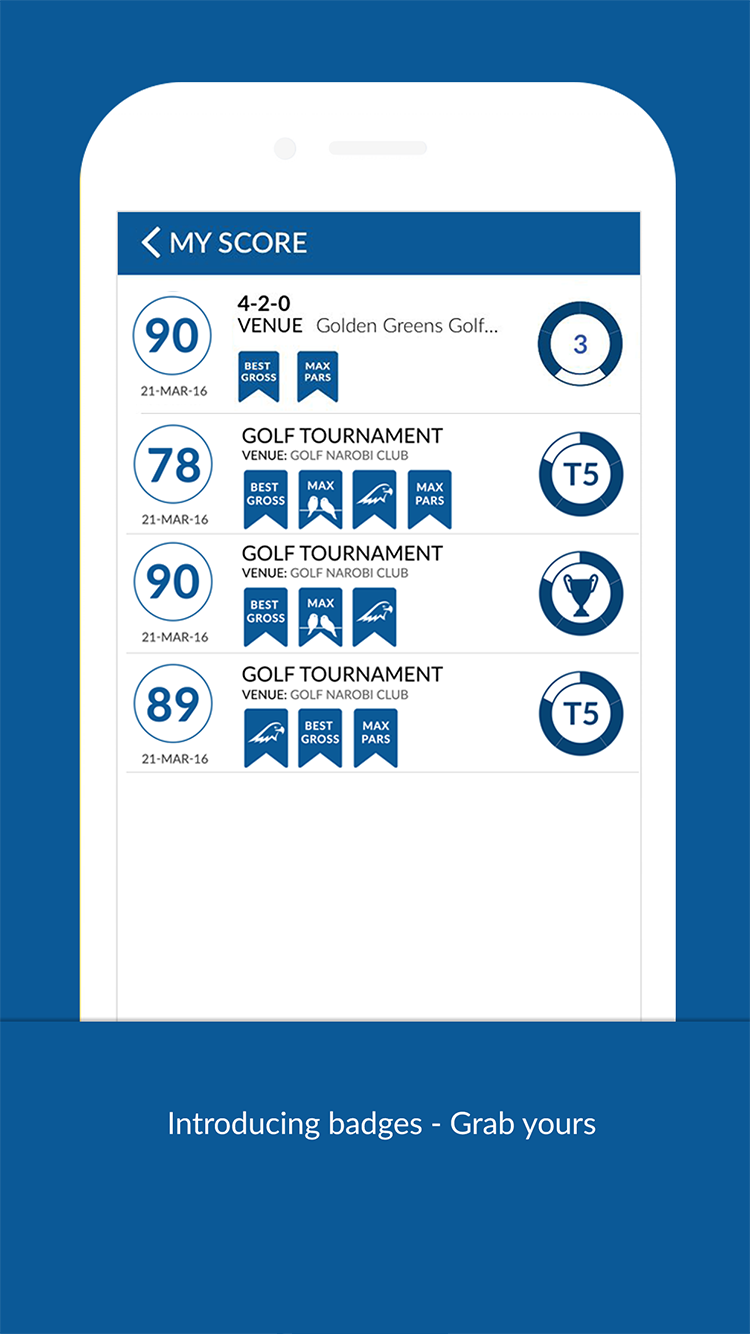 MY SCORE
90
21-MAR-16
4-2-0
VENUE Golden Greens Golf...
BEST
GROSS
MAX
PARS
3
78
21-MAR-16
GOLF TOURNAMENT
VENUE: GOLF NAROBI CLUB
BEST
GROSS
MAX
MAX
PARS
T5
90
21-MAR-16
GOLF TOURNAMENT
VENUE: GOLF NAROBI CLUB
BEST
GROSS
MAX
89
21-MAR-16
GOLF TOURNAMENT
VENUE: GOLF NAROBI CLUB
BEST
GROSS
MAX
PARS
T5
Introducing badges - Grab yours